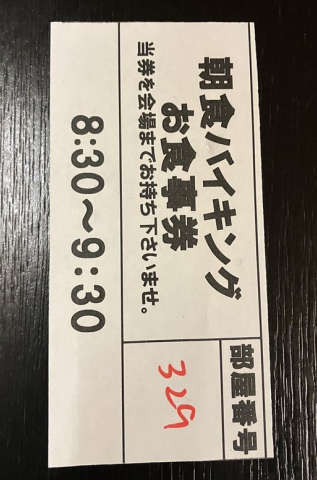 朝食バイキング
お食事券
当券を会場までお持ち下さいませ。
8:30～9:30
部屋番号
329